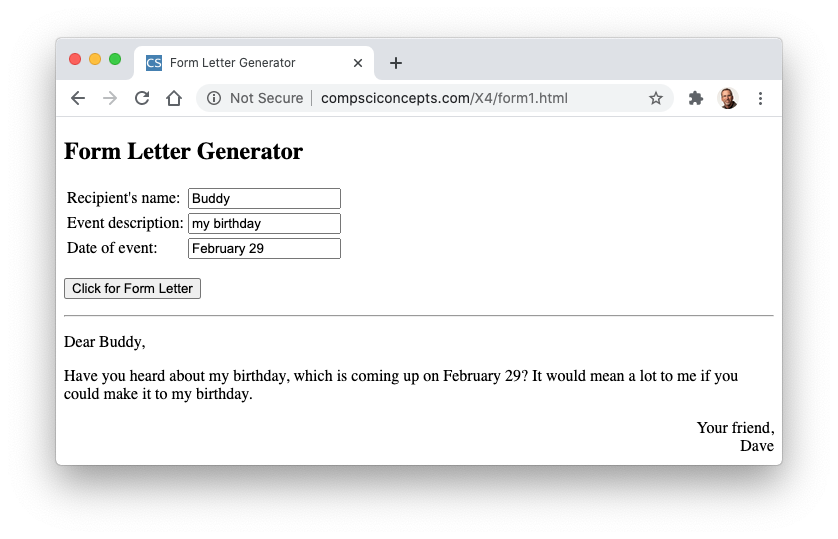 CS Form Letter Generator
Not Secure | compsciconcepts.com/X4/form1.html
Form Letter Generator
Recipient's name: Buddy
Event description: my birthday
Date of event: February 29
Click for Form Letter
Dear Buddy,
Have you heard about my birthday, which is coming up on February 29? It would mean a lot to me if you
could make it to my birthday.
Your friend,
Dave